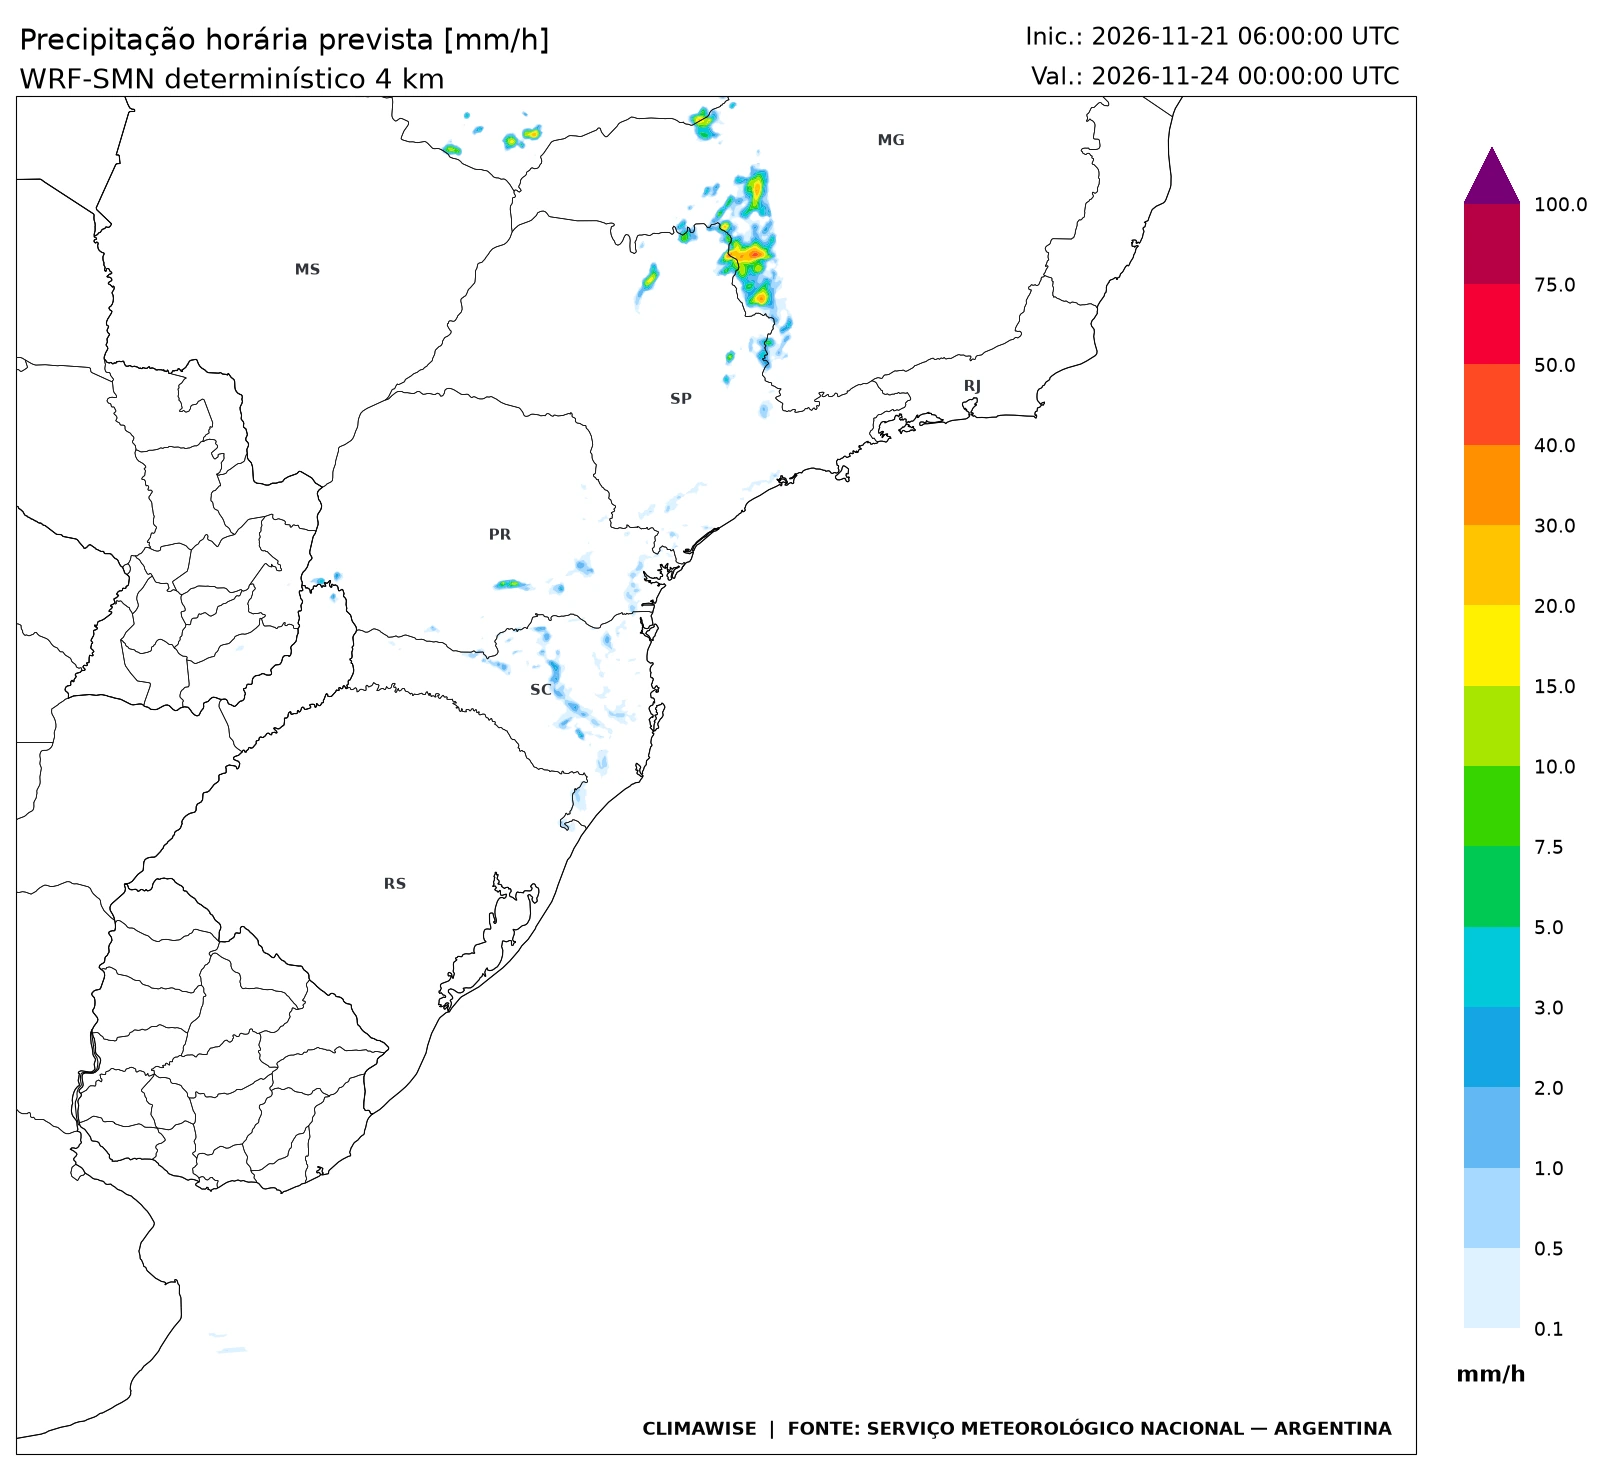 Precipitação horária prevista [mm/h]
WRF-SMN determinístico 4 km
Inic.: 2026-11-21 06:00:00 UTC
Val.: 2026-11-24 00:00:00 UTC
MG
MS
RJ
SP
PR
SC
RS
100.0
75.0
50.0
40.0
30.0
20.0
15.0
10.0
7.5
5.0
3.0
2.0
1.0
0.5
0.1
mm/h
CLIMAWISE | FONTE: SERVIÇO METEOROLÓGICO NACIONAL — ARGENTINA